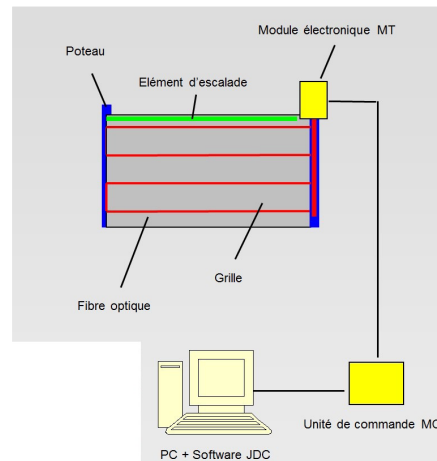 Module électronique MT
Poteau
Elément d'escalade
Grille
Fibre optique
Unité de commande MC
PC + Software JDC